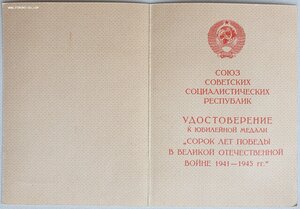 СОЮЗ
СОВЕТСКИХ
СОЦИАЛИСТИЧЕСКИХ
РЕСПУБЛИК
УДОСТОВЕРЕНИЕ
К ЮБИЛЕЙНОЙ МЕДАЛИ
„СОРОК ЛЕТ ПОБЕДЫ
В ВЕЛИКОЙ ОТЕЧЕСТВЕННОЙ
ВОЙНЕ 1941—1945 гг."